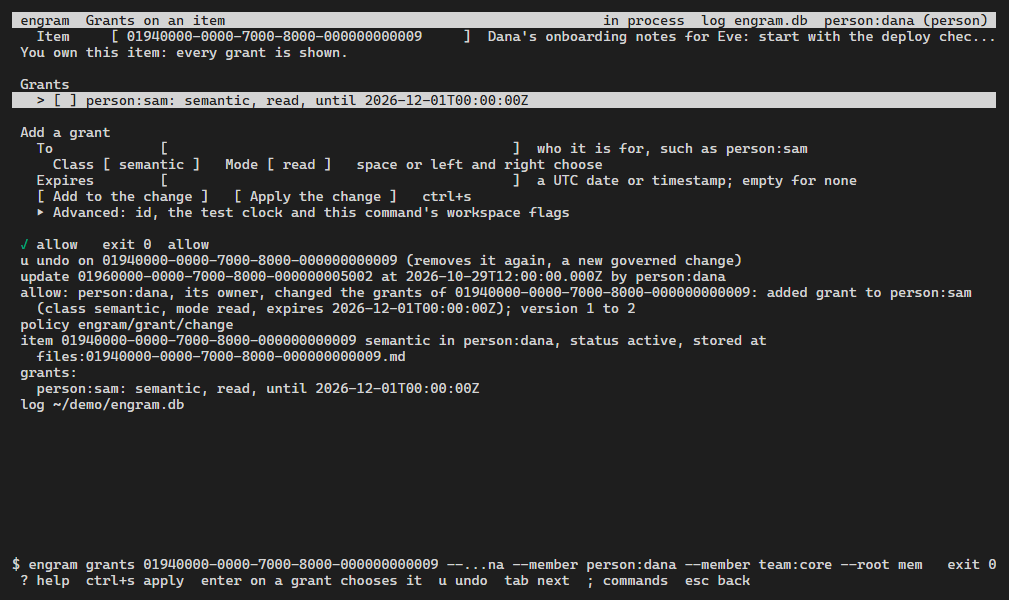 engram  Grants on an item                                              in process  log engram.db  person:dana (person)
  Item     [ 01940000-0000-7000-8000-000000000009     ]  Dana's onboarding notes for Eve: start with the deploy chec...
You own this item: every grant is shown.
Grants
  > [ ] person:sam: semantic, read, until 2026-12-01T00:00:00Z
Add a grant
  To             [                                          ]  who it is for, such as person:sam
    Class [ semantic ]   Mode [ read ]   space or left and right choose
  Expires        [                                          ]  a UTC date or timestamp; empty for none
  [ Add to the change ]   [ Apply the change ]   ctrl+s
  ▸ Advanced: id, the test clock and this command's workspace flags
√ allow   exit 0  allow
u undo on 01940000-0000-7000-8000-000000000009 (removes it again, a new governed change)
update 01960000-0000-7000-8000-000000005002 at 2026-10-29T12:00:00.000Z by person:dana
allow: person:dana, its owner, changed the grants of 01940000-0000-7000-8000-000000000009: added grant to person:sam
  (class semantic, mode read, expires 2026-12-01T00:00:00Z); version 1 to 2
policy engram/grant/change
item 01940000-0000-7000-8000-000000000009 semantic in person:dana, status active, stored at
  files:01940000-0000-7000-8000-000000000009.md
grants:
  person:sam: semantic, read, until 2026-12-01T00:00:00Z
log ~/demo/engram.db
$ engram grants 01940000-0000-7000-8000-000000000009 --...na --member person:dana --member team:core --root mem   exit 0
? help  ctrl+s apply  enter on a grant chooses it  u undo  tab next  ; commands  esc back